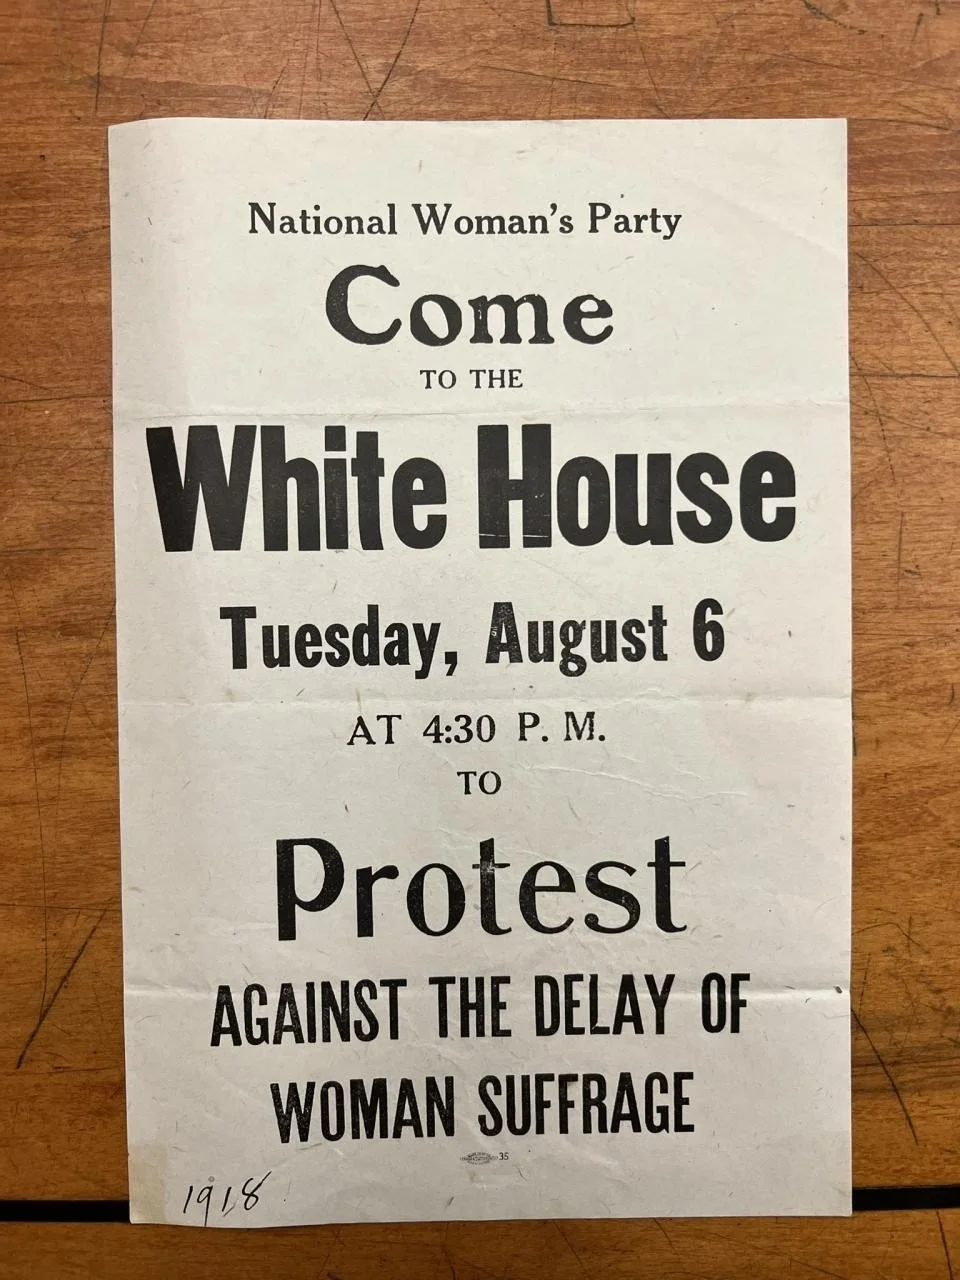 National Woman's Party
Come
TO THE
White House
Tuesday, August 6
AT 4:30 P. M.
TO
Protest
AGAINST THE DELAY OF
WOMAN SUFFRAGE
35
1918